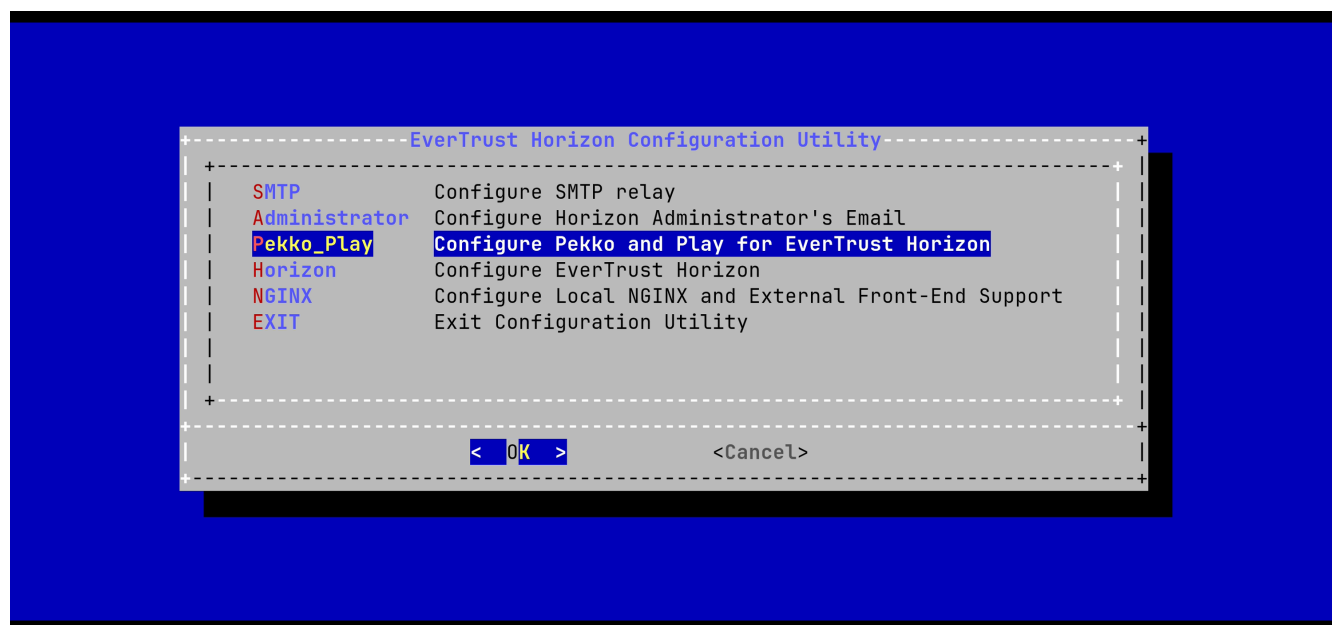 EverTrust Horizon Configuration Utility
SMTP Configure SMTP relay
Administrator Configure Horizon Administrator's Email
Pekko_Play Configure Pekko and Play for EverTrust Horizon
Horizon Configure EverTrust Horizon
NGINX Configure Local NGINX and External Front-End Support
EXIT Exit Configuration Utility
< OK > <Cancel>